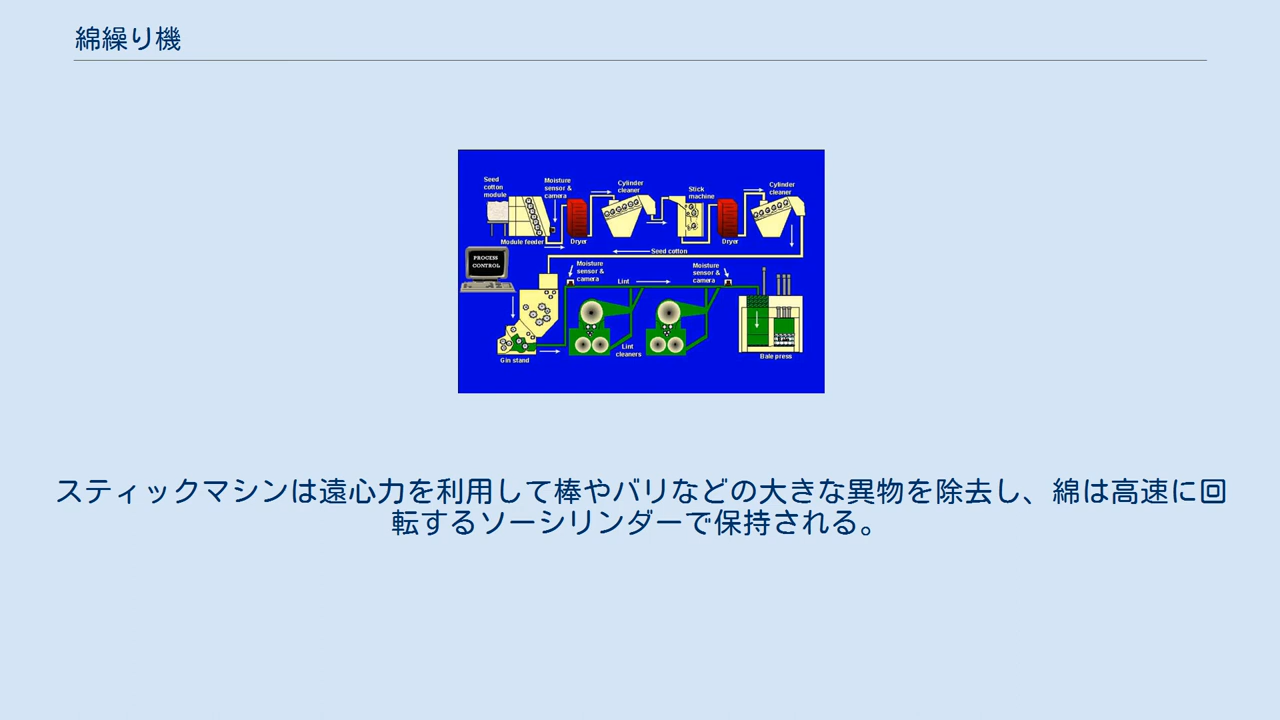 綿繰り機
Seed
cotton
module
Moisture
sensor &
camera
Cylinder
cleaner
Stick
machine
Cylinder
cleaner
Module feeder
Dryer
Dryer
Seed cotton
PROCESS
CONTROL
Moisture
sensor &
camera
Lint
Moisture
sensor &
camera
Lint
cleaners
Gin stand
Bale press
スティックマシンは遠心力を利用して棒やバリなどの大きな異物を除去し、綿は高速に回
転するソーシリンダーで保持される。